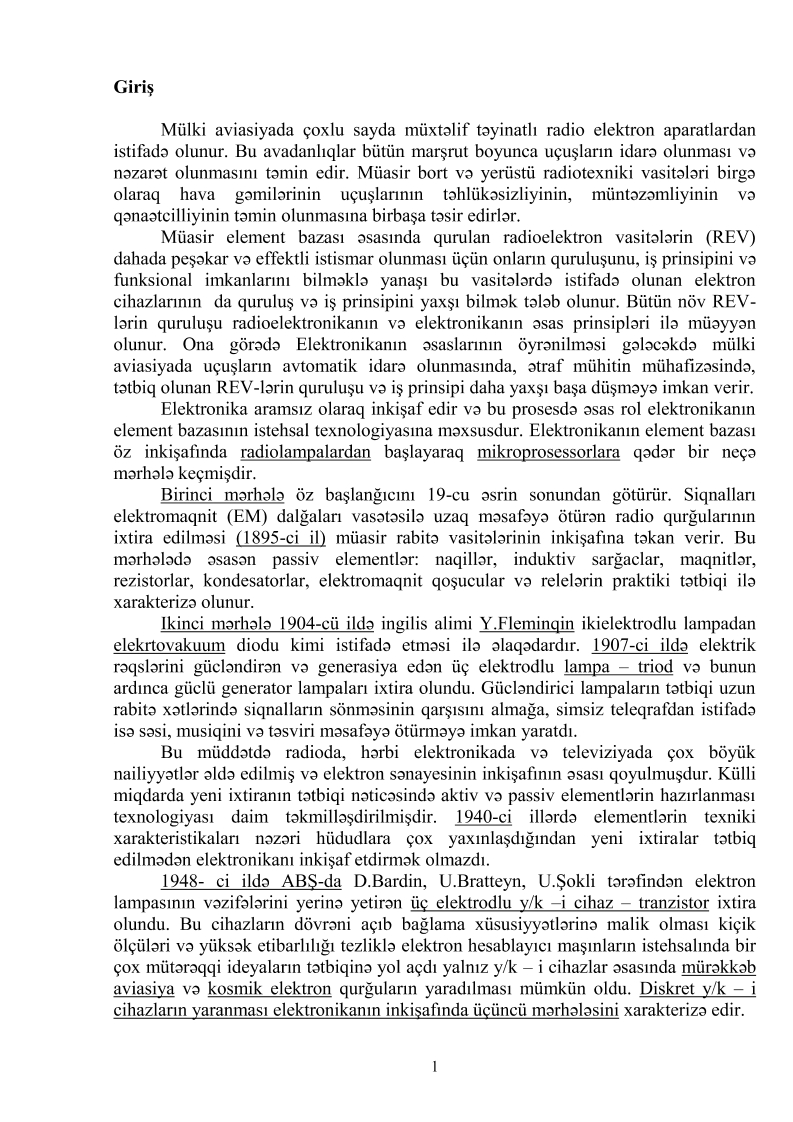 Giriş
Mülki aviasiyada çoxlu sayda müxtəlif təyinatlı radio elektron aparatlardan
istifadə olunur. Bu avadanlıqlar bütün marşrut boyunca uçuşların idarə olunması və
nəzarət olunmasını təmin edir. Müasir bort və yerüstü radiotexniki vasitələri birgə
olaraq hava gəmilərinin uçuşlarının təhlükəsizliyinin, müntəzəmliyinin və
qənaətcilliyinin təmin olunmasına birbaşa təsir edirlər.
Müasir element bazası əsasında qurulan radioelektron vasitələrin (REV)
dahada peşəkar və effektli istismar olunması üçün onların quruluşunu, iş prinsipini və
funksional imkanlarını bilməklə yanaşı bu vasitələrdə istifadə olunan elektron
cihazlarının  da quruluş və iş prinsipini yaxşı bilmək tələb olunur. Bütün növ REV-
lərin quruluşu radioelektronikanın və elektronikanın əsas prinsipləri ilə müəyyən
olunur. Ona görədə Elektronikanın əsaslarının öyrənilməsi gələcəkdə mülki
aviasiyada uçuşların avtomatik idarə olunmasında, ətraf mühitin mühafizəsində,
tətbiq olunan REV-lərin quruluşu və iş prinsipi daha yaxşı başa düşməyə imkan verir.
Elektronika aramsız olaraq inkişaf edir və bu prosesdə əsas rol elektronikanın
element bazasının istehsal texnologiyasına məxsusdur. Elektronikanın element bazası
öz inkişafında radiolampalardan başlayaraq mikroprosessorlara qədər bir neçə
mərhələ keçmişdir.
Birinci mərhələ öz başlanğıcını 19-cu əsrin sonundan götürür. Siqnalları
elektromaqnit (EM) dalğaları vasətəsilə uzaq məsafəyə ötürən radio qurğularının
ixtira edilməsi (1895-ci il) müasir rabitə vasitələrinin inkişafına təkan verir. Bu
mərhələdə əsasən passiv elementlər: naqillər, induktiv sarğaclar, maqnitlər,
rezistorlar, kondesatorlar, elektromaqnit qoşucular və relelərin praktiki tətbiqi ilə
xarakterizə olunur.
Ikinci mərhələ 1904-cü ildə ingilis alimi Y.Fleminqin ikielektrodlu lampadan
elekrtovakuum diodu kimi istifadə etməsi ilə əlaqədardır. 1907-ci ildə elektrik
rəqslərini gücləndirən və generasiya edən üç elektrodlu lampa – triod və bunun
ardınca güclü generator lampaları ixtira olundu. Gücləndirici lampaların tətbiqi uzun
rabitə xətlərində siqnalların sönməsinin qarşısını almağa, simsiz teleqrafdan istifadə
isə səsi, musiqini və təsviri məsafəyə ötürməyə imkan yaratdı.
Bu müddətdə radioda, hərbi elektronikada və televiziyada çox böyük
nailiyyətlər əldə edilmiş və elektron sənayesinin inkişafının əsası qoyulmuşdur. Külli
miqdarda yeni ixtiranın tətbiqi nəticəsində aktiv və passiv elementlərin hazırlanması
texnologiyası daim təkmilləşdirilmişdir. 1940-ci illərdə elementlərin texniki
xarakteristikaları nəzəri hüdudlara çox yaxınlaşdığından yeni ixtiralar tətbiq
edilmədən elektronikanı inkişaf etdirmək olmazdı.
1948- ci ildə ABŞ-da D.Bardin, U.Bratteyn, U.Şokli tərəfindən elektron
lampasının vəzifələrini yerinə yetirən üç elektrodlu y/k –i cihaz – tranzistor ixtira
olundu. Bu cihazların dövrəni açıb bağlama xüsusiyyətlərinə malik olması kiçik
ölçüləri və yüksək etibarlılığı tezliklə elektron hesablayıcı maşınların istehsalında bir
çox mütərəqqi ideyaların tətbiqinə yol açdı yalnız y/k – i cihazlar əsasında mürəkkəb
aviasiya və kosmik elektron qurğuların yaradılması mümkün oldu. Diskret y/k – i
cihazların yaranması elektronikanın inkişafında üçüncü mərhələsini xarakterizə edir.
1